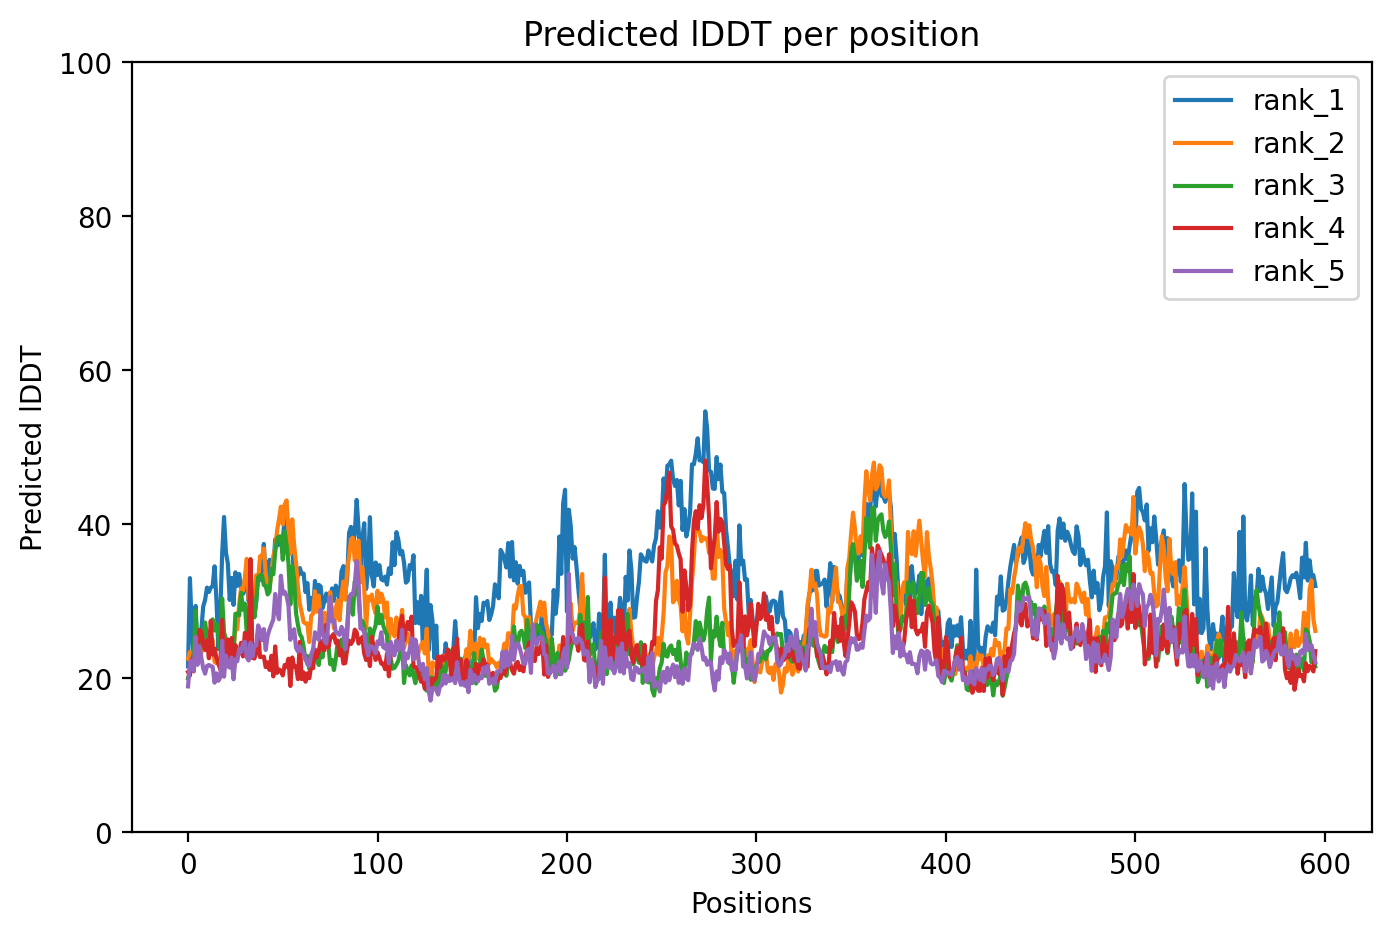 Predicted lDDT per position
100
80
60
40
20
0
Predicted lDDT
rank_1
rank_2
rank_3
rank_4
rank_5
0 100 200 300 400 500 600
Positions